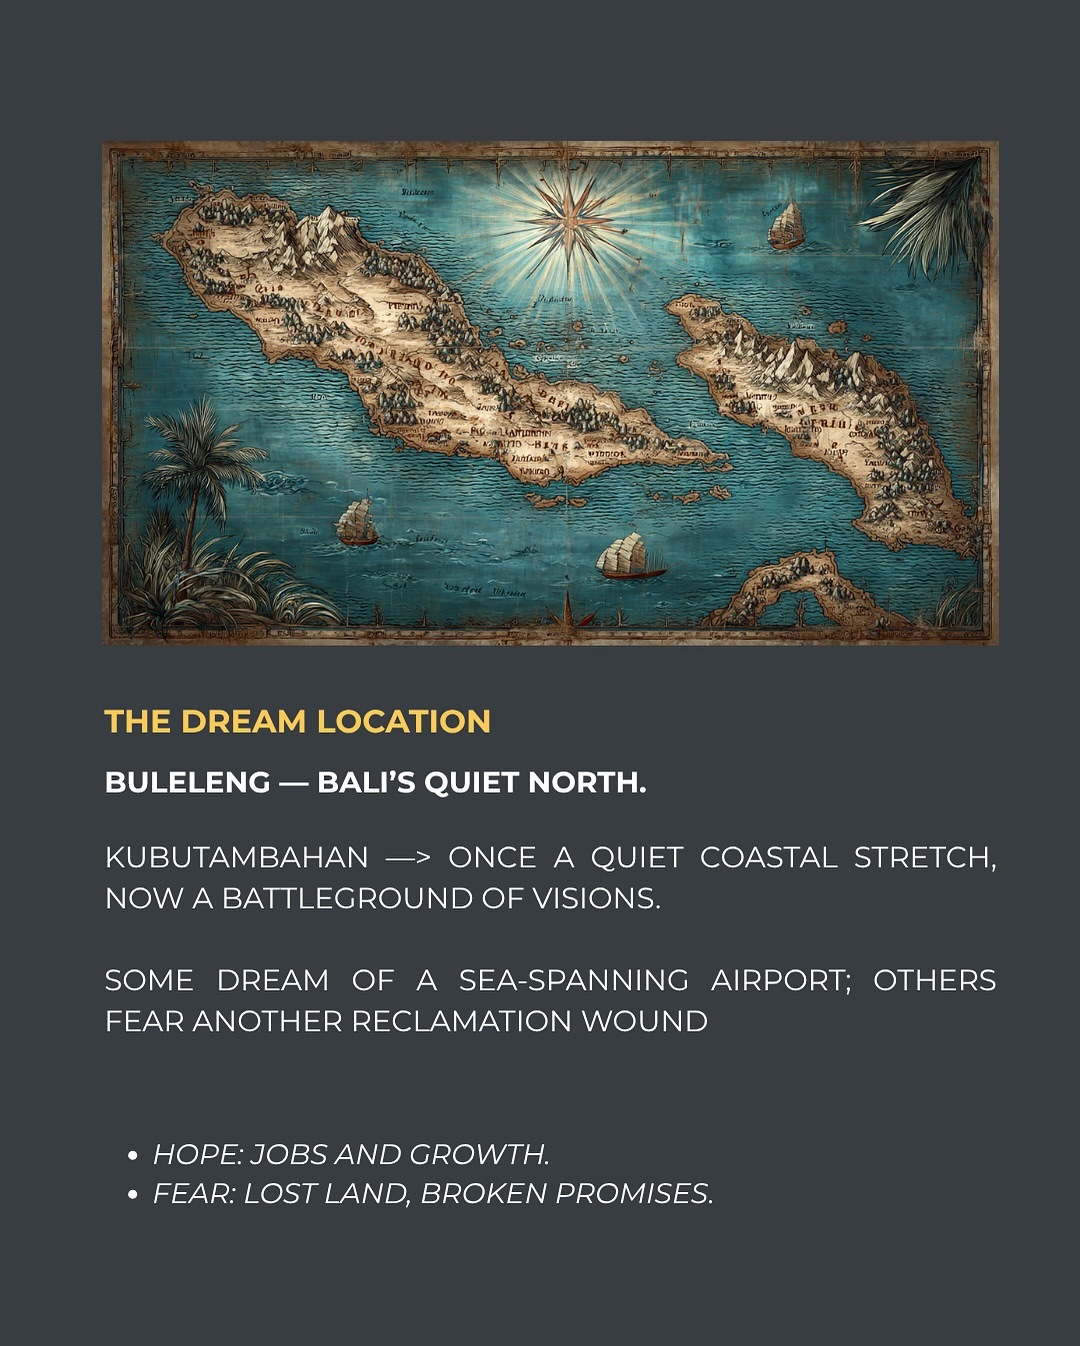 THE DREAM LOCATION
BULELENG — BALI’S QUIET NORTH.
KUBUTAMBAHAN —> ONCE A QUIET COASTAL STRETCH,
NOW A BATTLEGROUND OF VISIONS.
SOME DREAM OF A SEA-SPANNING AIRPORT; OTHERS
FEAR ANOTHER RECLAMATION WOUND
• HOPE: JOBS AND GROWTH.
• FEAR: LOST LAND, BROKEN PROMISES.